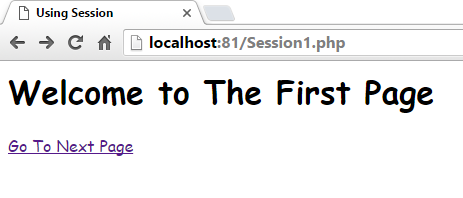 Using Session
localhost:81/Session1.php
Welcome to The First Page
Go To Next Page